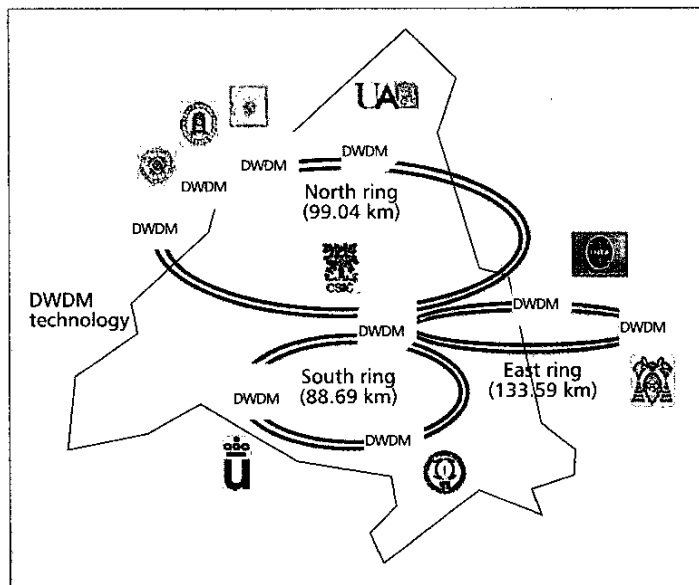 UA
DWDM
DWDM
DWDM
DWDM
North ring
(99.04 km)
CSIC
DWDM
technology
DWDM
DWDM
DWDM
South ring
(88.69 km)
East ring
(133.59 km)
DWDM
DWDM
u